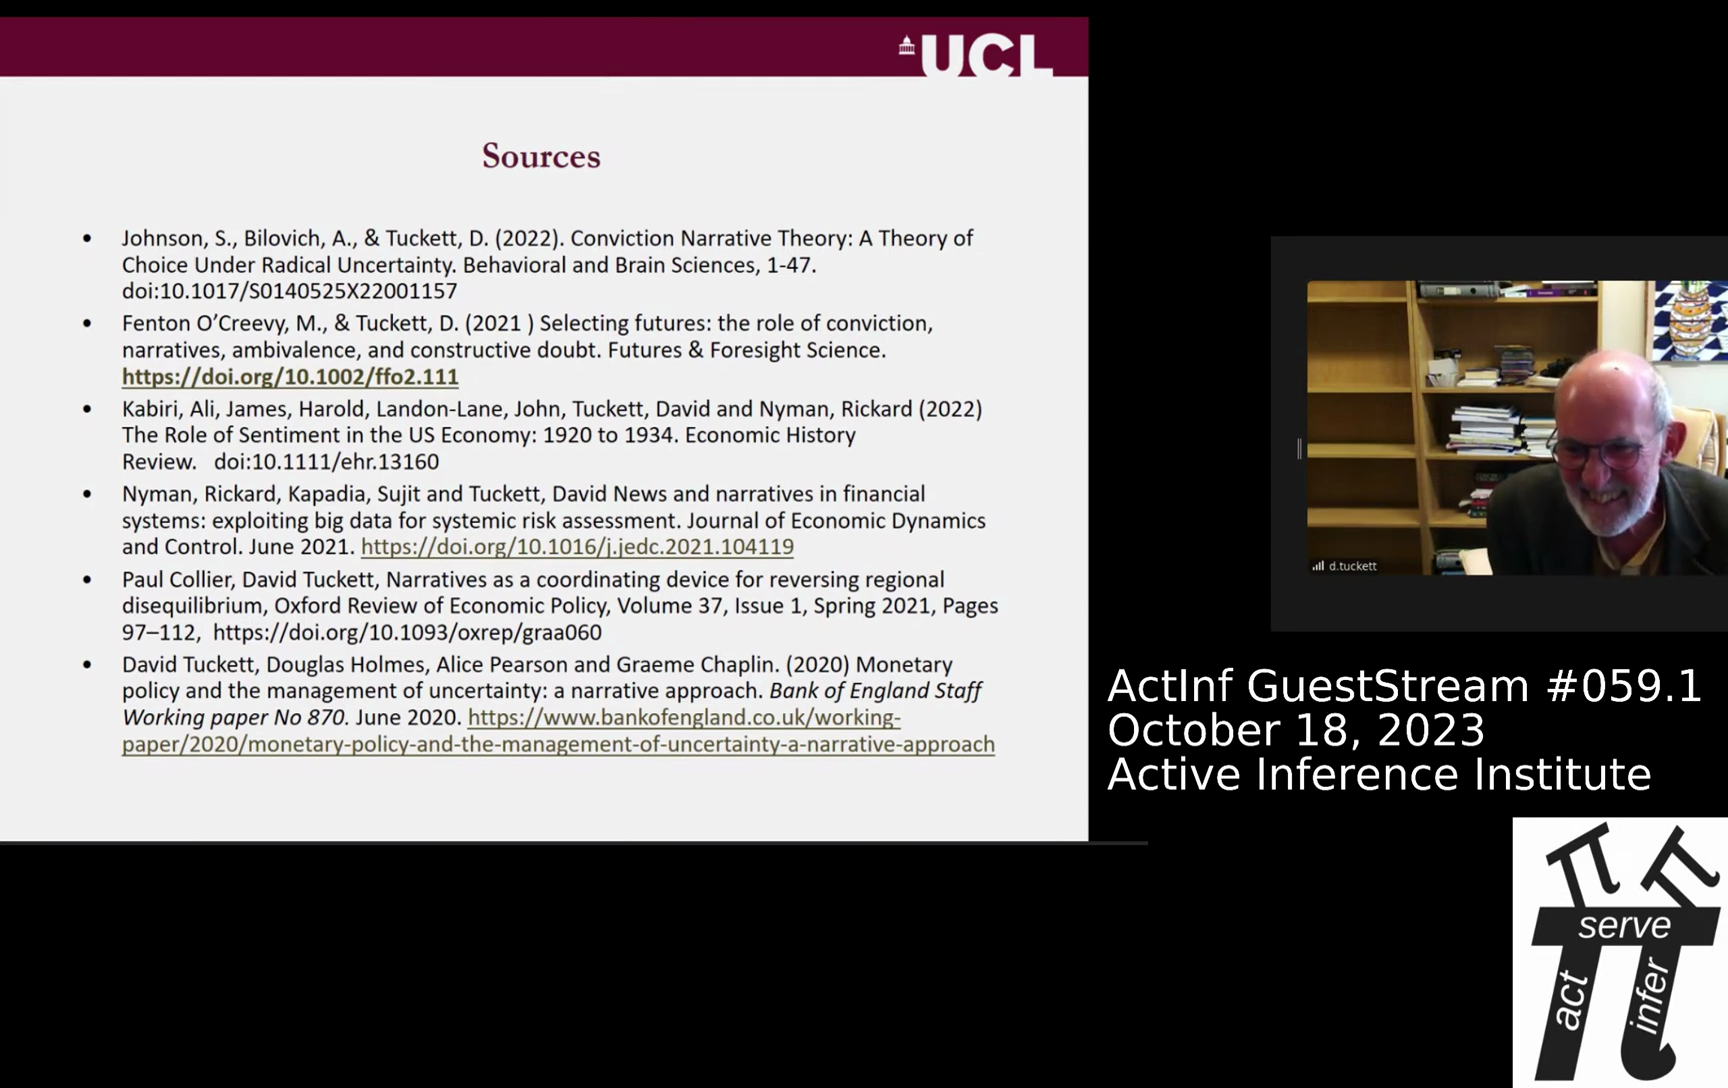 UCL
Sources
• Johnson, S., Bilovich, A., & Tuckett, D. (2022). Conviction Narrative Theory: A Theory of
Choice Under Radical Uncertainty. Behavioral and Brain Sciences, 1-47.
doi:10.1017/S0140525X22001157
• Fenton O’Creevy, M., & Tuckett, D. (2021 ) Selecting futures: the role of conviction,
narratives, ambivalence, and constructive doubt. Futures & Foresight Science.
https://doi.org/10.1002/ffo2.111
• Kabiri, Ali, James, Harold, Landon-Lane, John, Tuckett, David and Nyman, Rickard (2022)
The Role of Sentiment in the US Economy: 1920 to 1934. Economic History
Review. doi:10.1111/ehr.13160
• Nyman, Rickard, Kapadia, Sujit and Tuckett, David News and narratives in financial
systems: exploiting big data for systemic risk assessment. Journal of Economic Dynamics
and Control. June 2021. https://doi.org/10.1016/j.jedc.2021.104119
• Paul Collier, David Tuckett, Narratives as a coordinating device for reversing regional
disequilibrium, Oxford Review of Economic Policy, Volume 37, Issue 1, Spring 2021, Pages
97–112, https://doi.org/10.1093/oxrep/graa060
• David Tuckett, Douglas Holmes, Alice Pearson and Graeme Chaplin. (2020) Monetary
policy and the management of uncertainty: a narrative approach. Bank of England Staff
Working paper No 870. June 2020. https://www.bankofengland.co.uk/working-
paper/2020/monetary-policy-and-the-management-of-uncertainty-a-narrative-approach
d.tuckett
ActInf GuestStream #059.1
October 18, 2023
Active Inference Institute
serve
act
infer